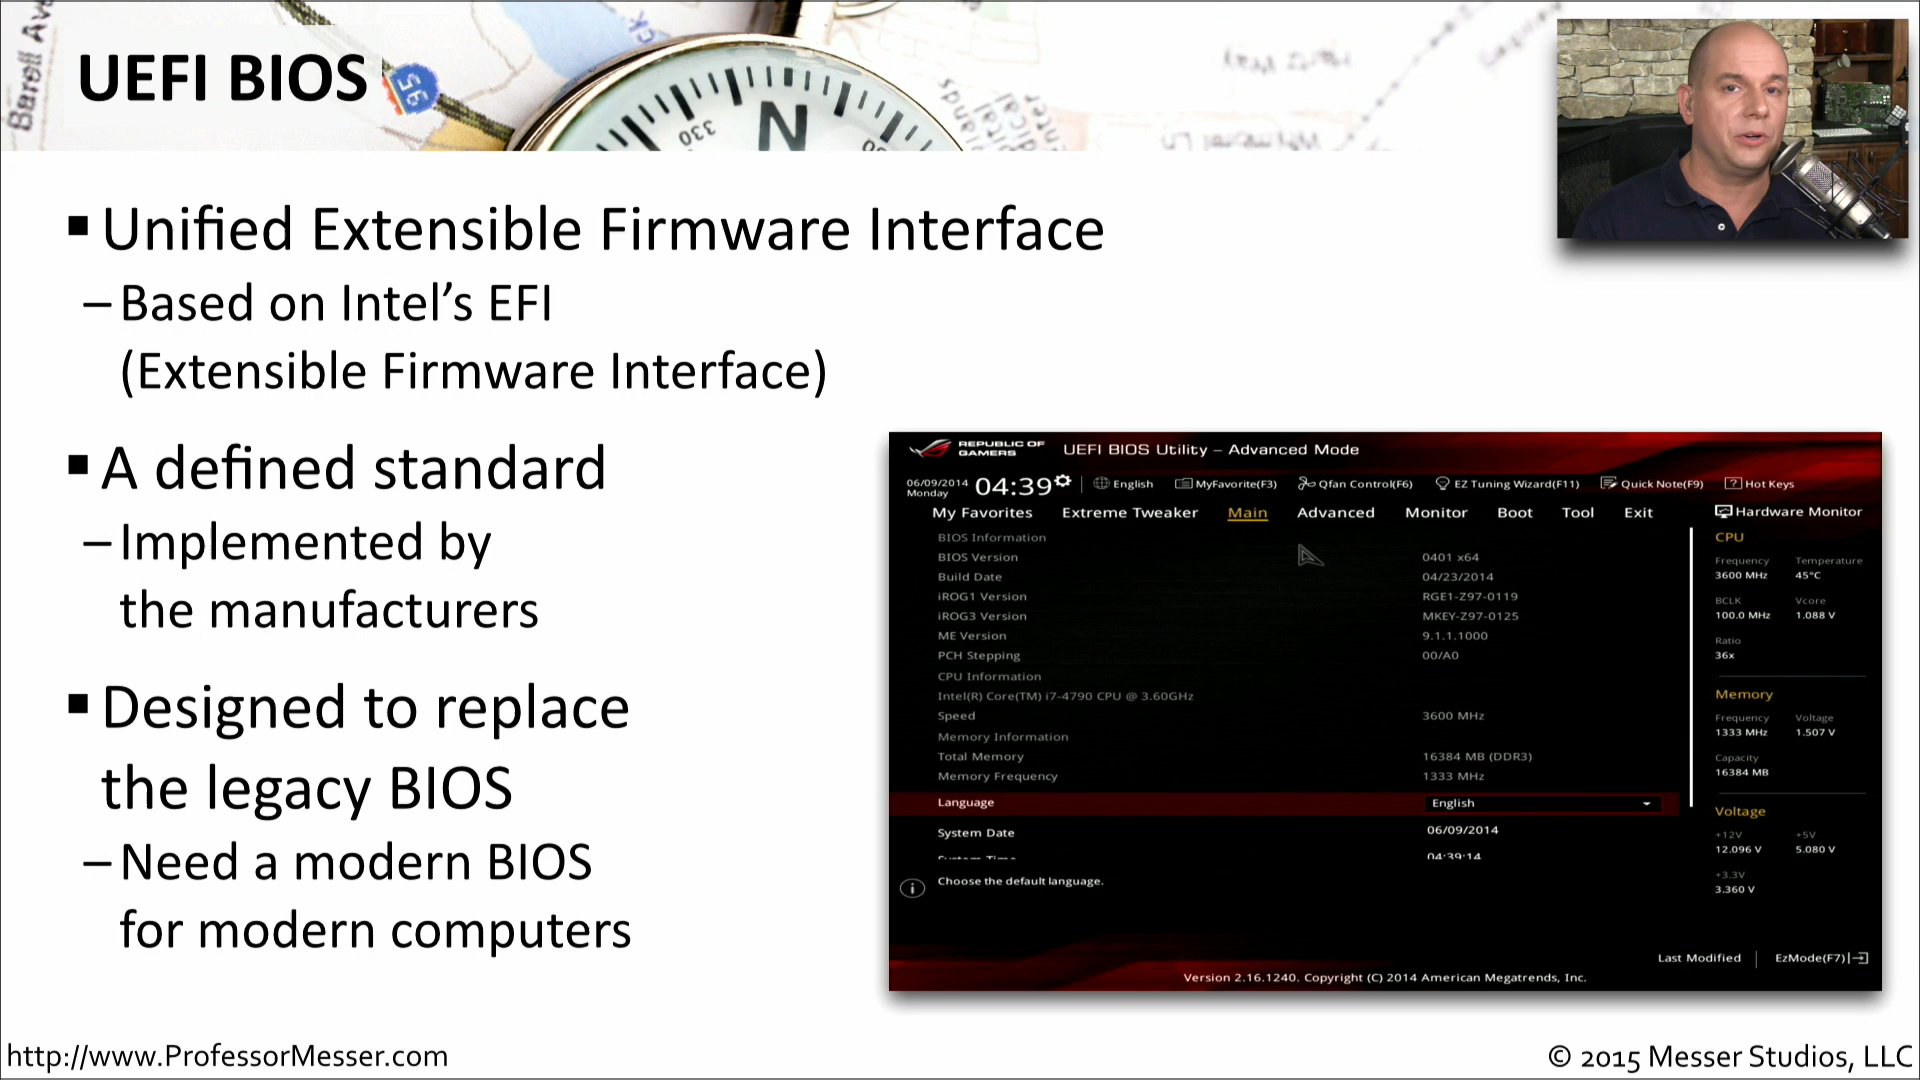 Barell Av
UEFI BIOS
95
330
N
Unified Extensible Firmware Interface
Based on Intel's EFI
(Extensible Firmware Interface)
A defined standard
Implemented by
the manufacturers
Designed to replace
the legacy BIOS
Need a modern BIOS
for modern computers
REPUBLIC OF
GAMERS
UEFI BIOS Utility – Advanced Mode
06/09/2014
Monday
04:39
English MyFavorite(F3) Qfan Control(F6) EZ Tuning Wizard(F11) Quick Note(F9) ? Hot Keys
My Favorites Extreme Tweaker Main Advanced Monitor Boot Tool Exit
BIOS Information
BIOS Version 0401 x64
Build Date 04/23/2014
iROG1 Version RGE1-Z97-0119
iROG3 Version MKEY-Z97-0125
ME Version 9.1.1.1000
PCH Stepping 00/A0
CPU Information
Intel(R) Core(TM) i7-4790 CPU @ 3.60GHz
Speed 3600 MHz
Memory Information
Total Memory 16384 MB (DDR3)
Memory Frequency 1333 MHz
Language English
System Date 06/09/2014
System Time 04:39:14
i Choose the default language.
Hardware Monitor
CPU
Frequency Temperature
3600 MHz 45°C
BCLK Vcore
100.0 MHz 1.088 V
Ratio
36x
Memory
Frequency Voltage
1333 MHz 1.507 V
Capacity
16384 MB
Voltage
+12V +5V
12.096 V 5.080 V
+3.3V
3.360 V
Last Modified EzMode(F7)
Version 2.16.1240. Copyright (C) 2014 American Megatrends, Inc.
http://www.ProfessorMesser.com
© 2015 Messer Studios, LLC